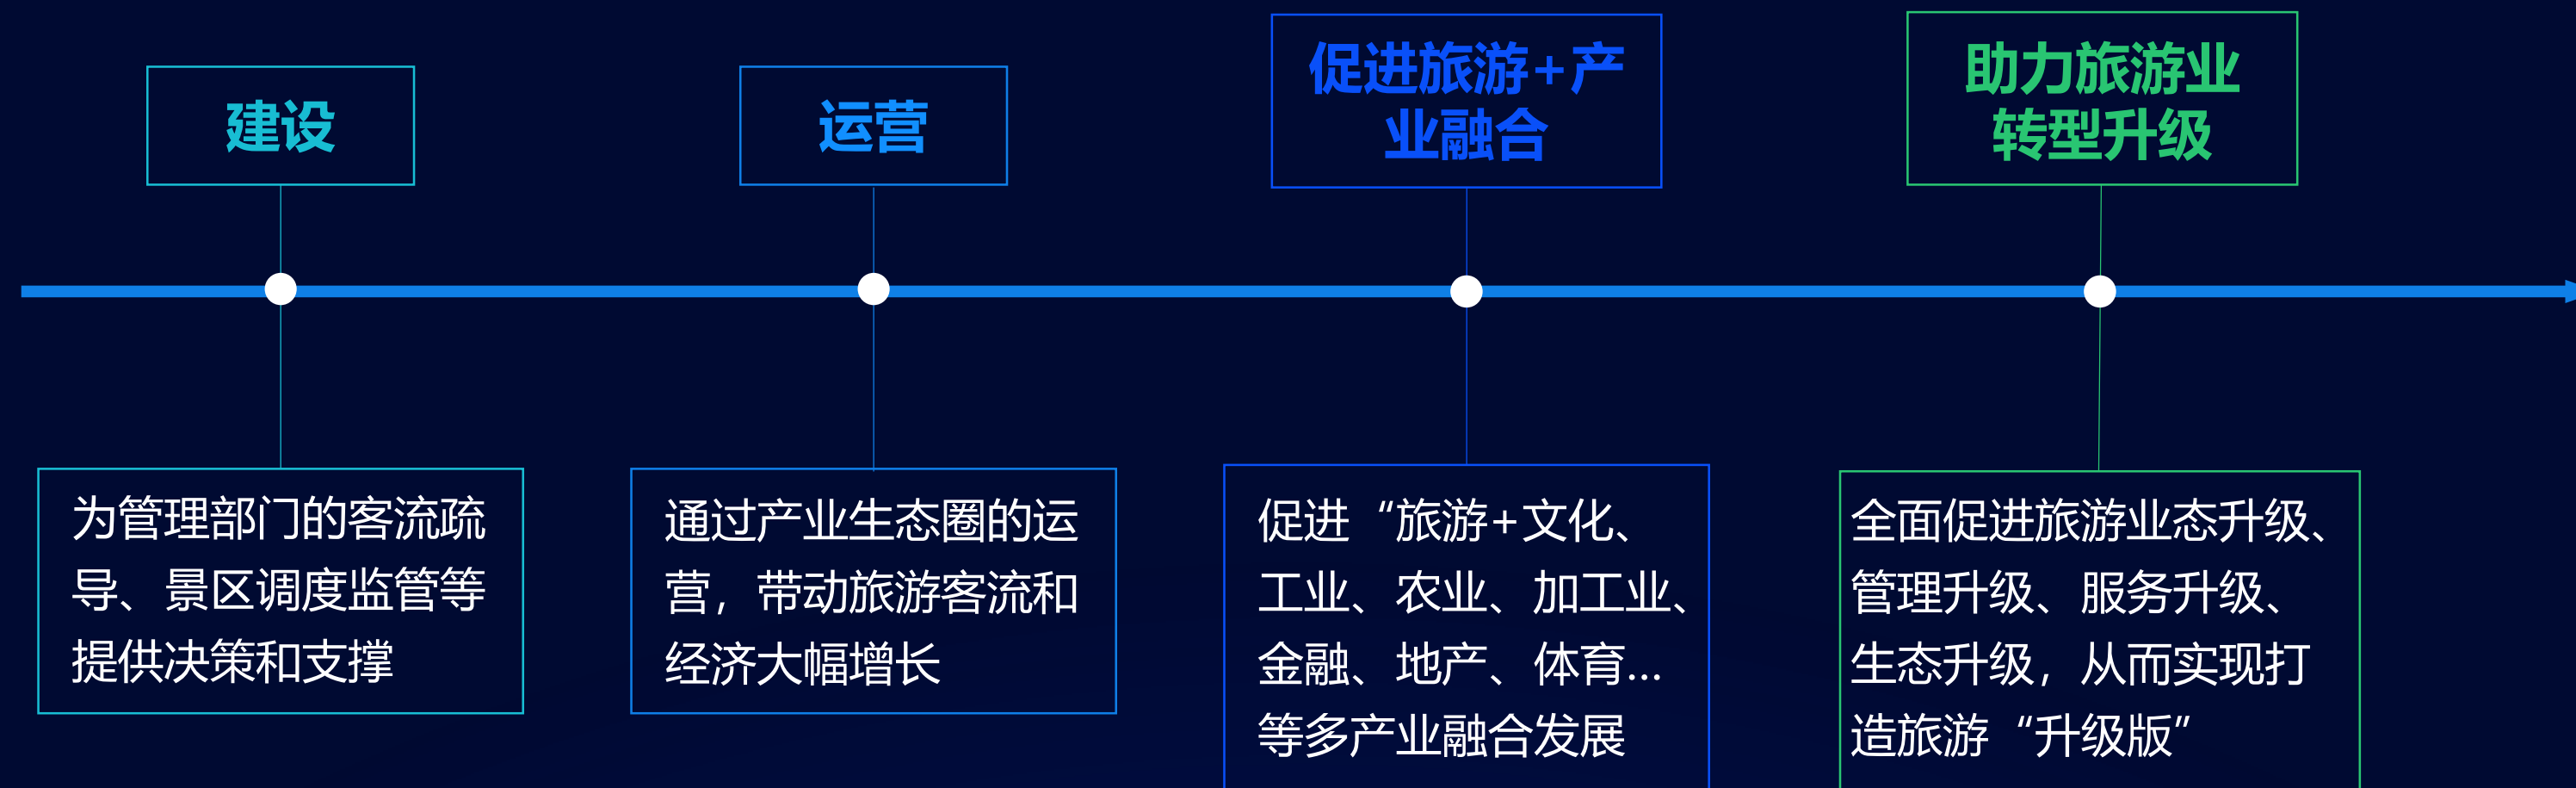 建设
为管理部门的客流疏
导、景区调度监管等
提供决策和支撑
运营
通过产业生态圈的运
营，带动旅游客流和
经济大幅增长
促进旅游+产
业融合
促进“旅游+文化、
工业、农业、加工业、
金融、地产、体育...
等多产业融合发展
助力旅游业
转型升级
全面促进旅游业态升级、
管理升级、服务升级、
生态升级，从而实现打
造旅游“升级版”